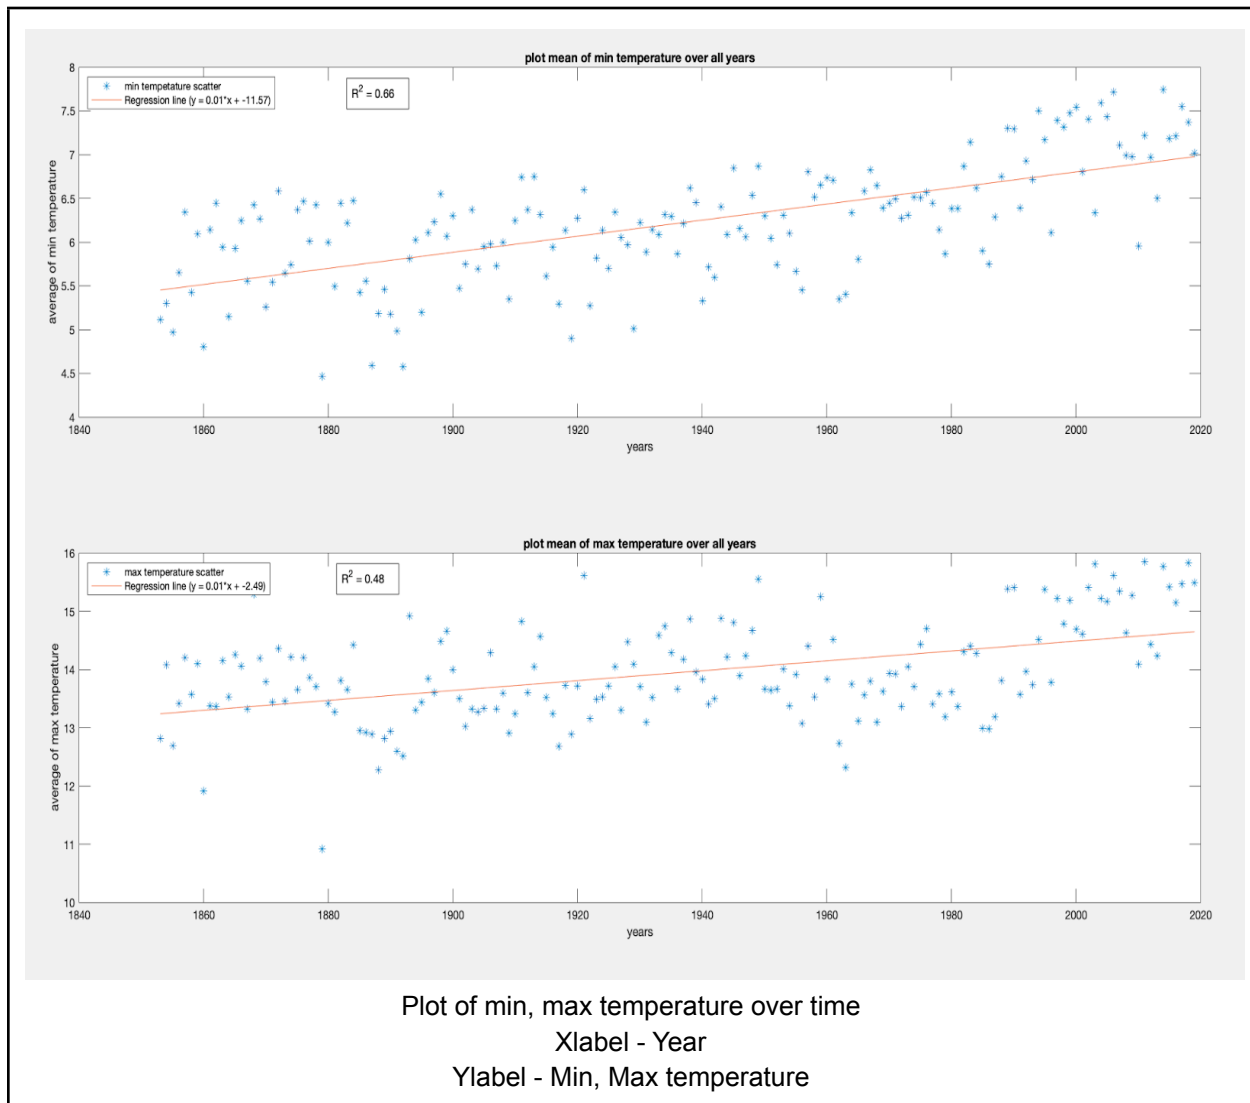 plot mean of min temperature over all years
8
7.5
7
6.5
6
5.5
5
4.5
4
average of min temperature
min tempetature scatter
Regression line (y = 0.01*x + -11.57)
R² = 0.66
1840 1860 1880 1900 1920 1940 1960 1980 2000 2020
years
plot mean of max temperature over all years
16
15
14
13
12
11
10
average of max temperature
max temperature scatter
Regression line (y = 0.01*x + -2.49)
R² = 0.48
1840 1860 1880 1900 1920 1940 1960 1980 2000 2020
years
Plot of min, max temperature over time
Xlabel - Year
Ylabel - Min, Max temperature